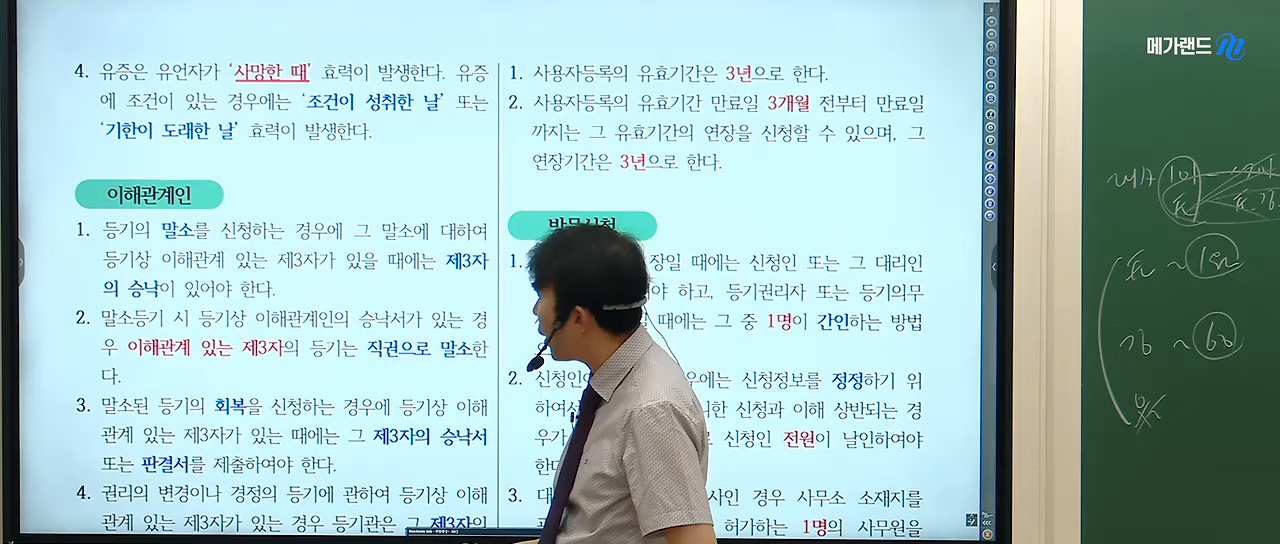 메가랜드
4. 유증은 유언자가 ‘사망한 때’ 효력이 발생한다. 유증
에 조건이 있는 경우에는 ‘조건이 성취한 날’ 또는
‘기한이 도래한 날’ 효력이 발생한다.
이해관계인
1. 등기의 말소를 신청하는 경우에 그 말소에 대하여
등기상 이해관계 있는 제3자가 있을 때에는 제3자
의 승낙이 있어야 한다.
2. 말소등기 시 등기상 이해관계인의 승낙서가 있는 경
우 이해관계 있는 제3자의 등기는 직권으로 말소한
다.
3. 말소된 등기의 회복을 신청하는 경우에 등기상 이해
관계 있는 제3자가 있는 때에는 그 제3자의 승낙서
또는 판결서를 제출하여야 한다.
4. 권리의 변경이나 경정의 등기에 관하여 등기상 이해
관계 있는 제3자가 있는 경우 등기관은 그 제3자의
1. 사용자등록의 유효기간은 3년으로 한다.
2. 사용자등록의 유효기간 만료일 3개월 전부터 만료일
까지는 그 유효기간의 연장을 신청할 수 있으며, 그
연장기간은 3년으로 한다.
1. 장일 때에는 신청인 또는 그 대리인
야 하고, 등기권리자 또는 등기의무
때에는 그 중 1명이 간인하는 방법
2. 신청인 우에는 신청정보를 정정하기 위
하여 한 신청과 이해 상반되는 경
우가 신청인 전원이 날인하여야
한
3. 대 사인 경우 사무소 소재지를
허가하는 1명의 사무원을